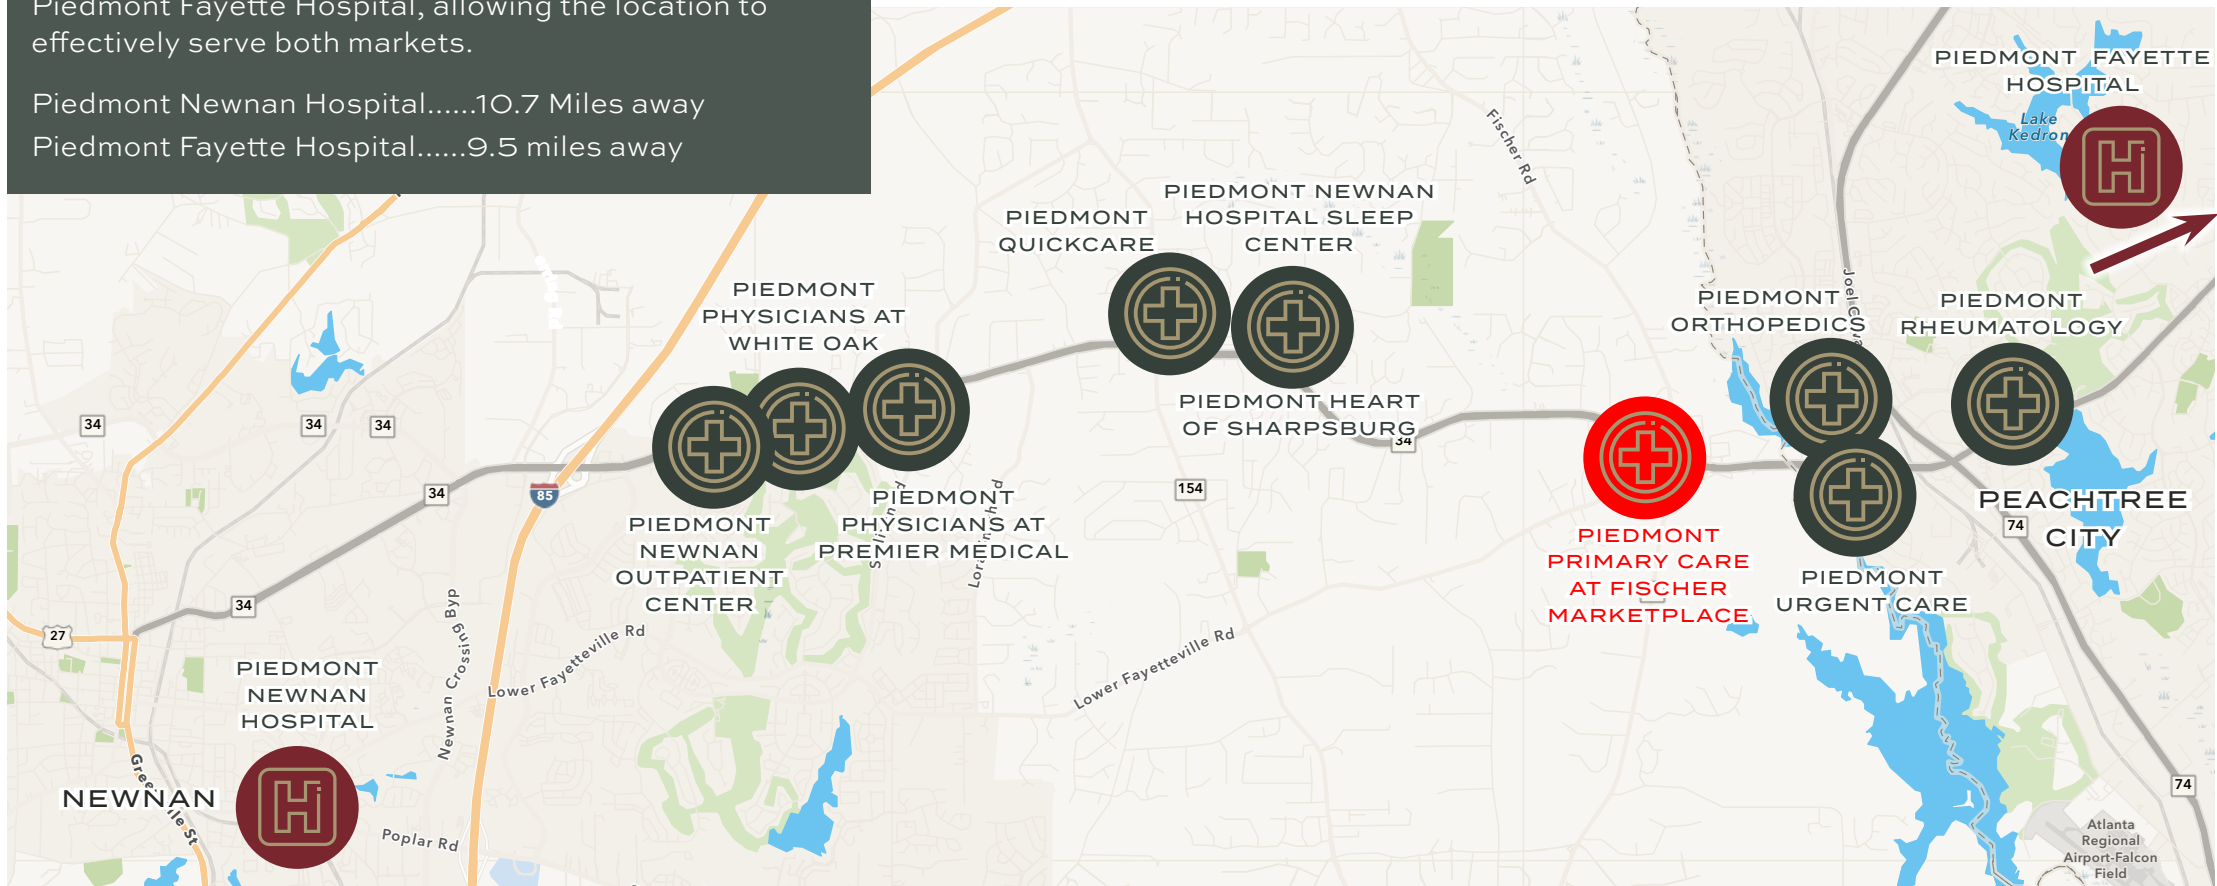 Piedmont Fayette Hospital, allowing the location to
effectively serve both markets.
Piedmont Newnan Hospital......10.7 Miles away
Piedmont Fayette Hospital......9.5 miles away
PIEDMONT FAYETTE
HOSPITAL
Lake
Kedron
Fischer Rd
PIEDMONT NEWNAN
HOSPITAL SLEEP
CENTER
PIEDMONT
QUICKCARE
PIEDMONT
PHYSICIANS AT
WHITE OAK
PIEDMONT
ORTHOPEDICS
PIEDMONT
RHEUMATOLOGY
PIEDMONT HEART
OF SHARPSBURG
34
34
34
34
34
85
154
34
27
PIEDMONT
PHYSICIANS AT
PREMIER MEDICAL
PIEDMONT
NEWNAN
OUTPATIENT
CENTER
PIEDMONT
PRIMARY CARE
AT FISCHER
MARKETPLACE
PEACHTREE
CITY
74
PIEDMONT
URGENT CARE
Newnan Crossing Byp
Lower Fayetteville Rd
Lower Fayetteville Rd
PIEDMONT
NEWNAN
HOSPITAL
NEWNAN
Poplar Rd
74
Atlanta
Regional
Airport-Falcon
Field